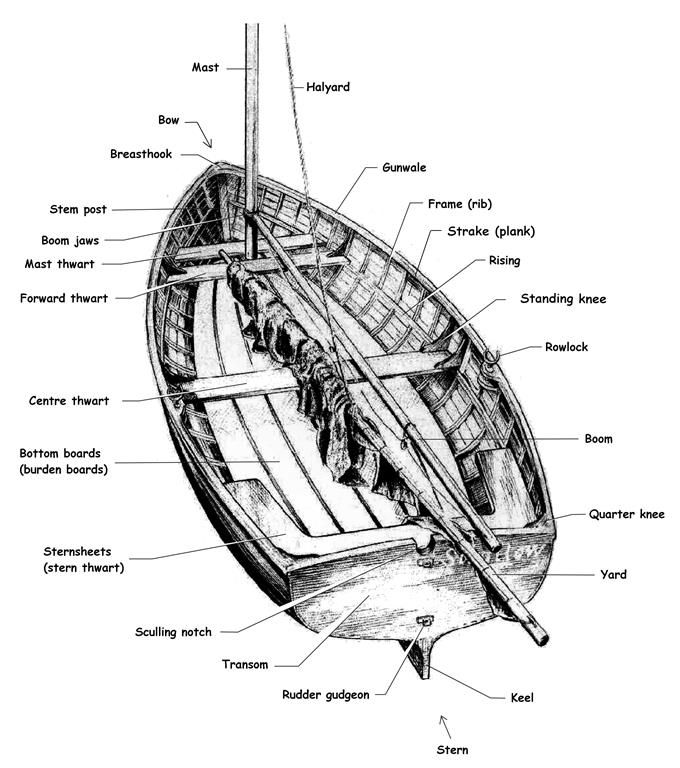 Mast
Halyard
Bow
Breasthook
Gunwale
Stem post
Frame (rib)
Strake (plank)
Boom jaws
Rising
Mast thwart
Forward thwart
Standing knee
Rowlock
Centre thwart
Boom
Bottom boards
(burden boards)
Quarter knee
Swallow
Sternsheets
(stern thwart)
Yard
Sculling notch
Transom
Rudder gudgeon
Keel
Stern